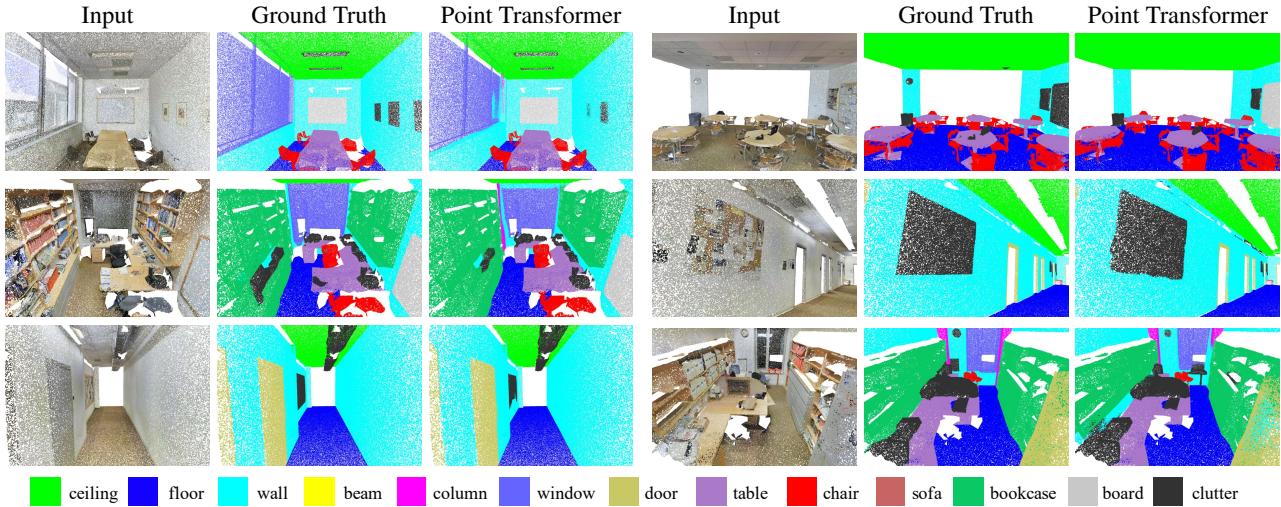 Input Ground Truth Point Transformer Input Ground Truth Point Transformer
ceiling floor wall beam column window door table chair sofa bookcase board clutter